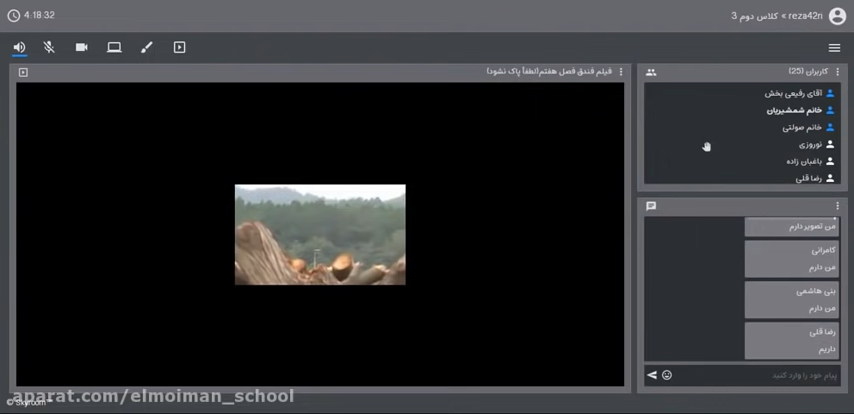 4:18:32
reza42n » کلاس دوم 3
فیلم فندق فصل هفتم(لطفاً پاک نشود)
کاربران (25)
آقای رفیعی بخش
خانم شمشیریان
خانم صولتی
نوروزی
باغبان زاده
رضا قلی
من تصویر دارم
کامرانی
من دارم
بنی هاشمی
من دارم
رضا قلی
داریم
پیام خود را وارد کنید
aparat.com/elmoiman_school
© Skyroom